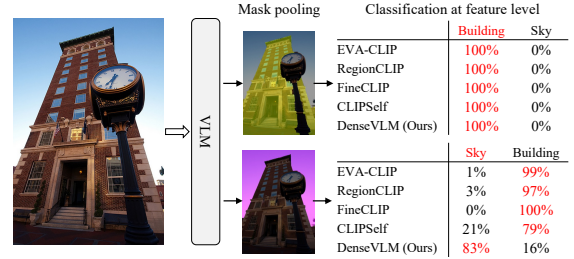 Mask pooling
Classification at feature level
Building Sky
EVA-CLIP 100% 0%
RegionCLIP 100% 0%
FineCLIP 100% 0%
CLIPSelf 100% 0%
DenseVLM (Ours) 100% 0%
VLM
Sky Building
EVA-CLIP 1% 99%
RegionCLIP 3% 97%
FineCLIP 0% 100%
CLIPSelf 21% 79%
DenseVLM (Ours) 83% 16%